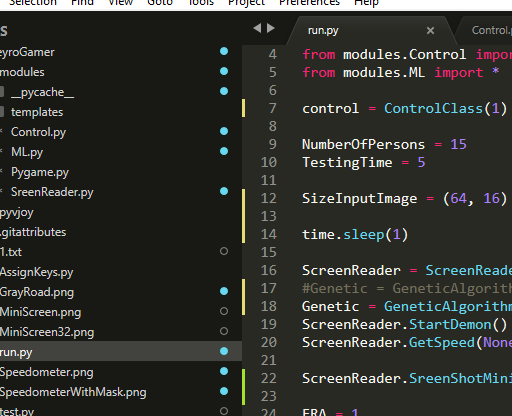 Selection Find View Goto Tools Project Preferences Help
run.py
Control.
eyroGamer
modules
__pycache__
templates
Control.py
ML.py
Pygame.py
SreenReader.py
pyvjoy
.gitattributes
1.txt
AssignKeys.py
GrayRoad.png
MiniScreen.png
MiniScreen32.png
run.py
Speedometer.png
SpeedometerWithMask.png
test.py
4 from modules.Control impor
5 from modules.ML import *
6
7 control = ControlClass(1)
8
9 NumberOfPersons = 15
10 TestingTime = 5
11
12 SizeInputImage = (64, 16)
13
14 time.sleep(1)
15
16 ScreenReader = ScreenReade
17 #Genetic = GeneticAlgorith
18 Genetic = GeneticAlgorithm
19 ScreenReader.StartDemon()
20 ScreenReader.GetSpeed(None
21
22 ScreenReader.SreenShotMini
23
24 ERA = 1